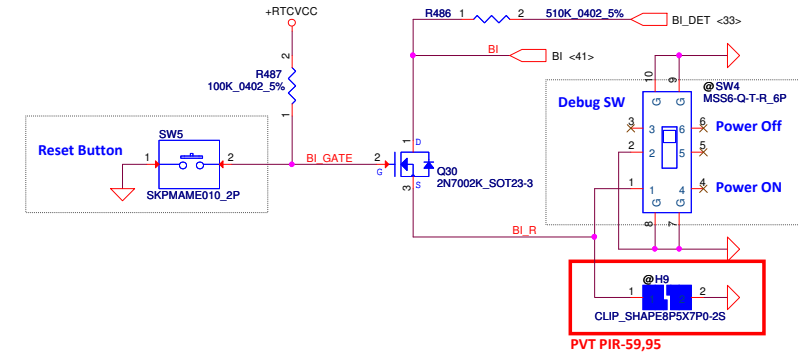 +RTCVCC
R486 1 2 510K_0402_5%
BI_DET <33>
BI
BI <41>
2
R487
100K_0402_5%
1
10 9
@SW4
MSS6-Q-T-R_6P
Debug SW
G G
3 3 6 6 Power Off
2 2 5 5
1 1 4 4 Power ON
G G
8 7
SW5
Reset Button
1 2
SKPMAME010_2P
BI_GATE
2
G
1 D
Q30
2N7002K_SOT23-3
3 S
BI_R
@H9
1 1 2 2
CLIP_SHAPE8P5X7P0-2S
PVT PIR-59,95